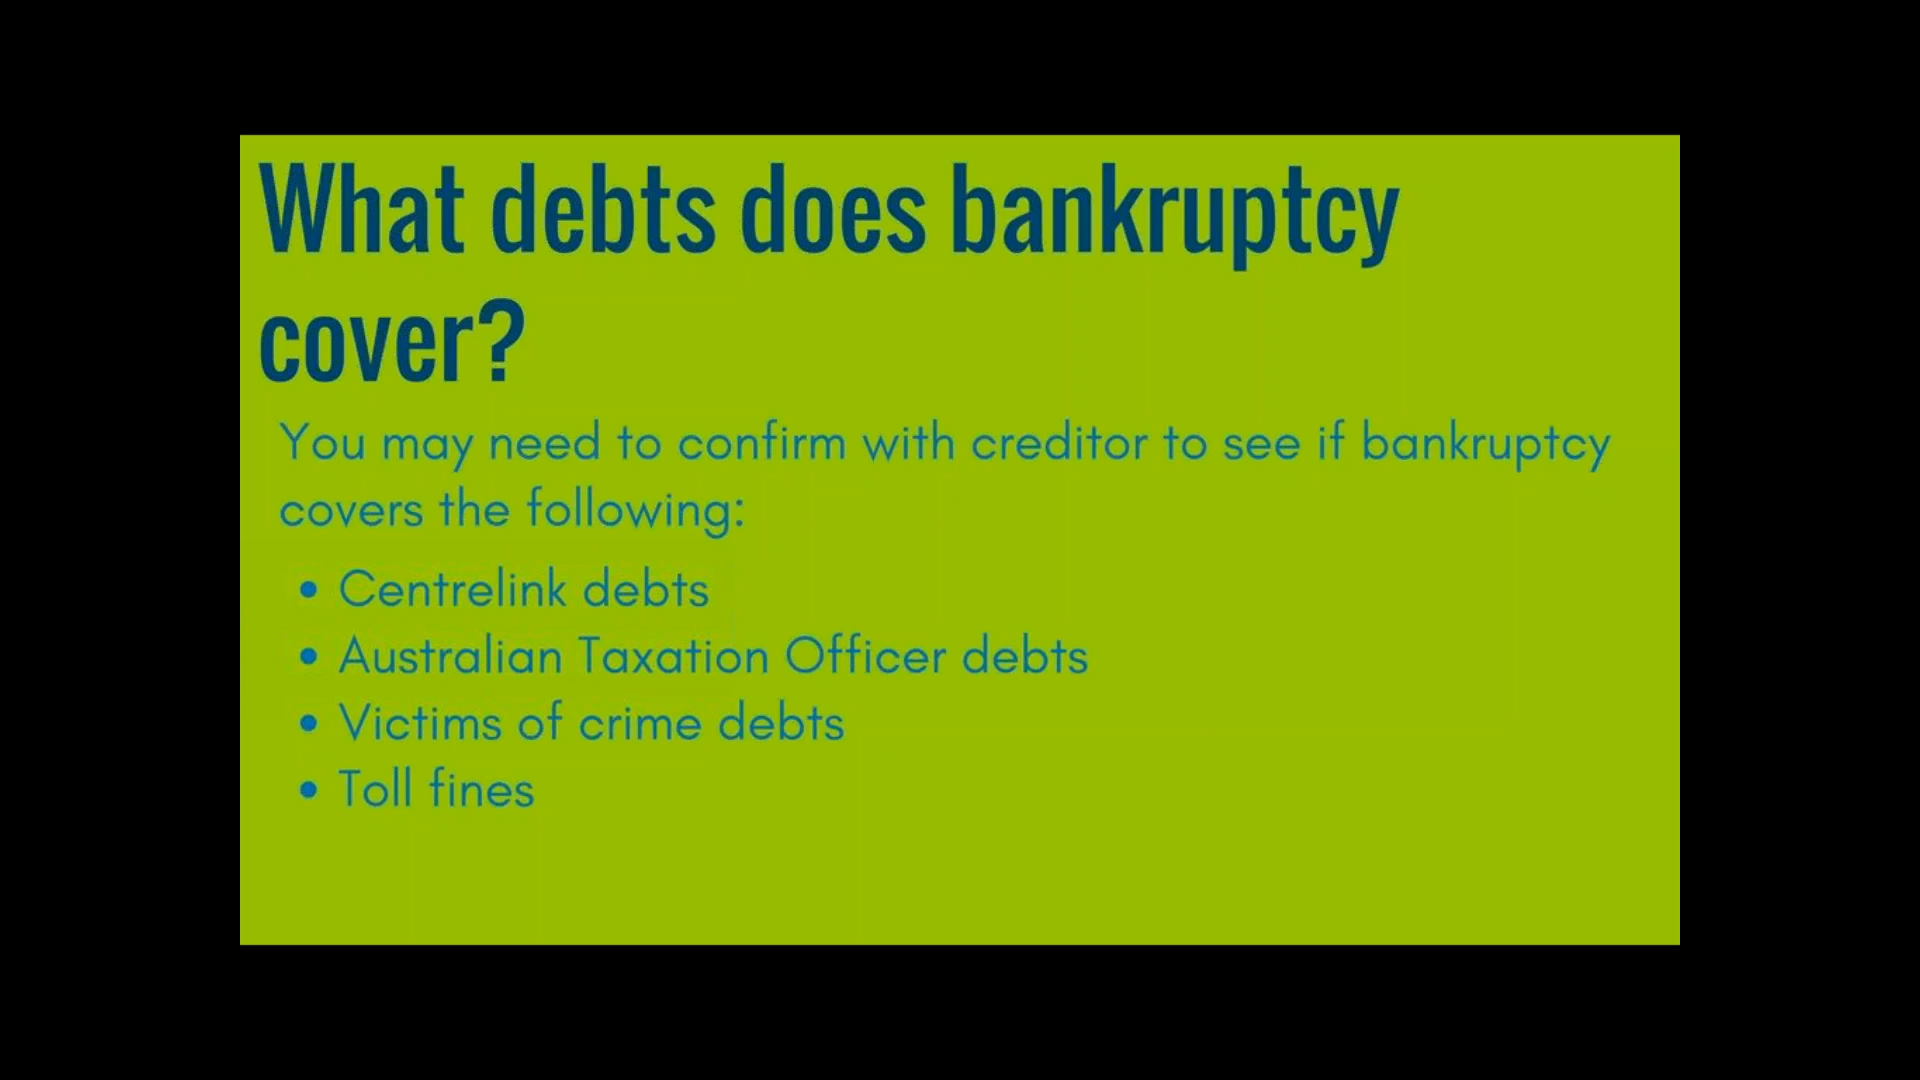 What debts does bankruptcy
cover?
You may need to confirm with creditor to see if bankruptcy
covers the following:
• Centrelink debts
• Australian Taxation Officer debts
• Victims of crime debts
• Toll fines